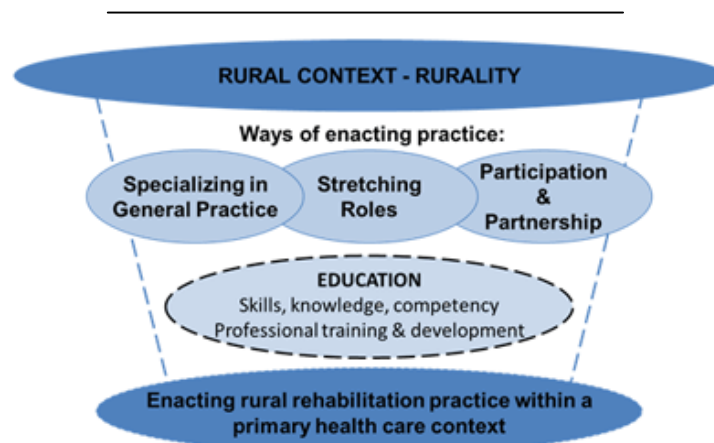 RURAL CONTEXT - RURALITY
Ways of enacting practice:
Specializing in
General Practice
Stretching
Roles
Participation
&
Partnership
EDUCATION
Skills, knowledge, competency
Professional training & development
Enacting rural rehabilitation practice within a
primary health care context